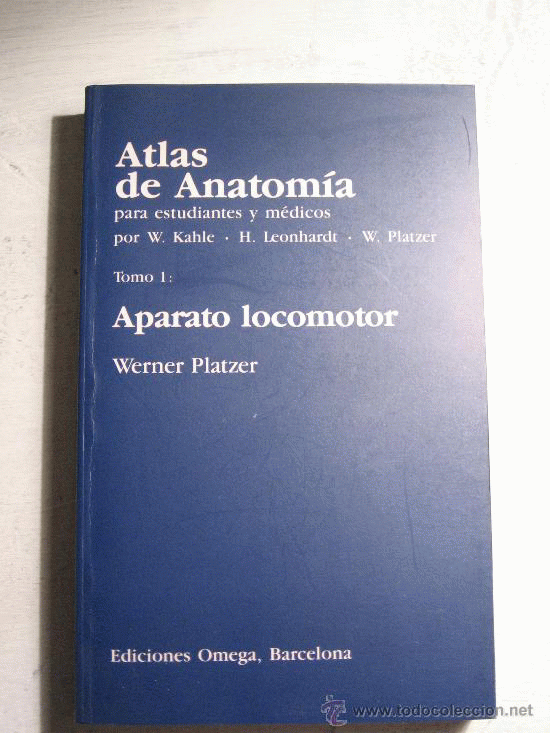 Atlas
de Anatomía
para estudiantes y médicos
por W. Kahle · H. Leonhardt · W. Platzer
Tomo 1:
Aparato locomotor
Werner Platzer
Ediciones Omega, Barcelona
www.todocoleccion.net